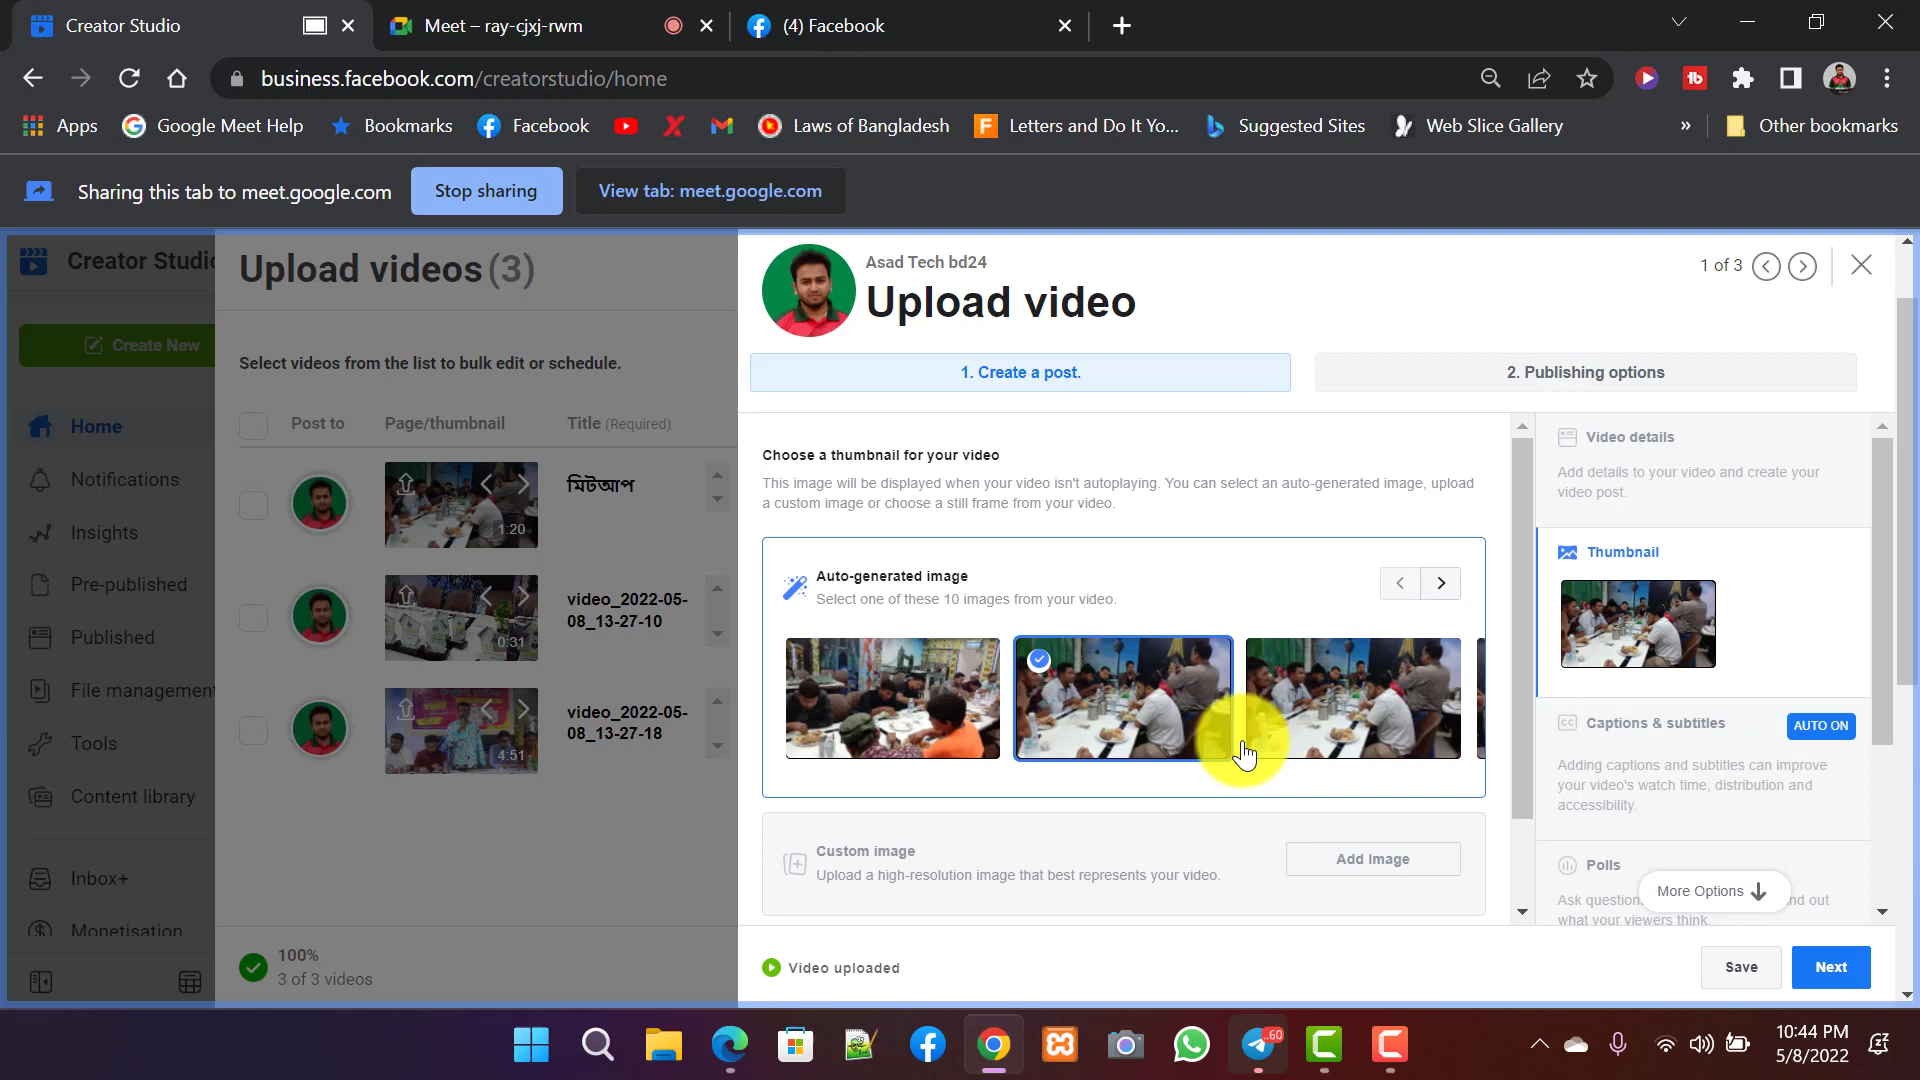 Creator Studio
Meet – ray-cjxj-rwm
(4) Facebook
business.facebook.com/creatorstudio/home
Apps
Google Meet Help
Bookmarks
Facebook
Laws of Bangladesh
Letters and Do It Yo...
Suggested Sites
Web Slice Gallery
»
Other bookmarks
Sharing this tab to meet.google.com
Stop sharing
View tab: meet.google.com
Creator Studio
Create New
Home
Notifications
Insights
Pre-published
Published
File management
Tools
Content library
Inbox+
Monetisation
Upload videos (3)
Select videos from the list to bulk edit or schedule.
Post to
Page/thumbnail
Title (Required)
1:20
মিটআপ
0:31
video_2022-05-
08_13-27-10
4:51
video_2022-05-
08_13-27-18
100%
3 of 3 videos
Asad Tech bd24
Upload video
1 of 3
1. Create a post.
2. Publishing options
Choose a thumbnail for your video
This image will be displayed when your video isn't autoplaying. You can select an auto-generated image, upload
a custom image or choose a still frame from your video.
Auto-generated image
Select one of these 10 images from your video.
Custom image
Upload a high-resolution image that best represents your video.
Add Image
Video details
Add details to your video and create your
video post.
Thumbnail
Captions & subtitles
AUTO ON
Adding captions and subtitles can improve
your video's watch time, distribution and
accessibility.
Polls
Ask question
nd out
what your viewers think.
More Options
Video uploaded
Save
Next
60
10:44 PM
5/8/2022